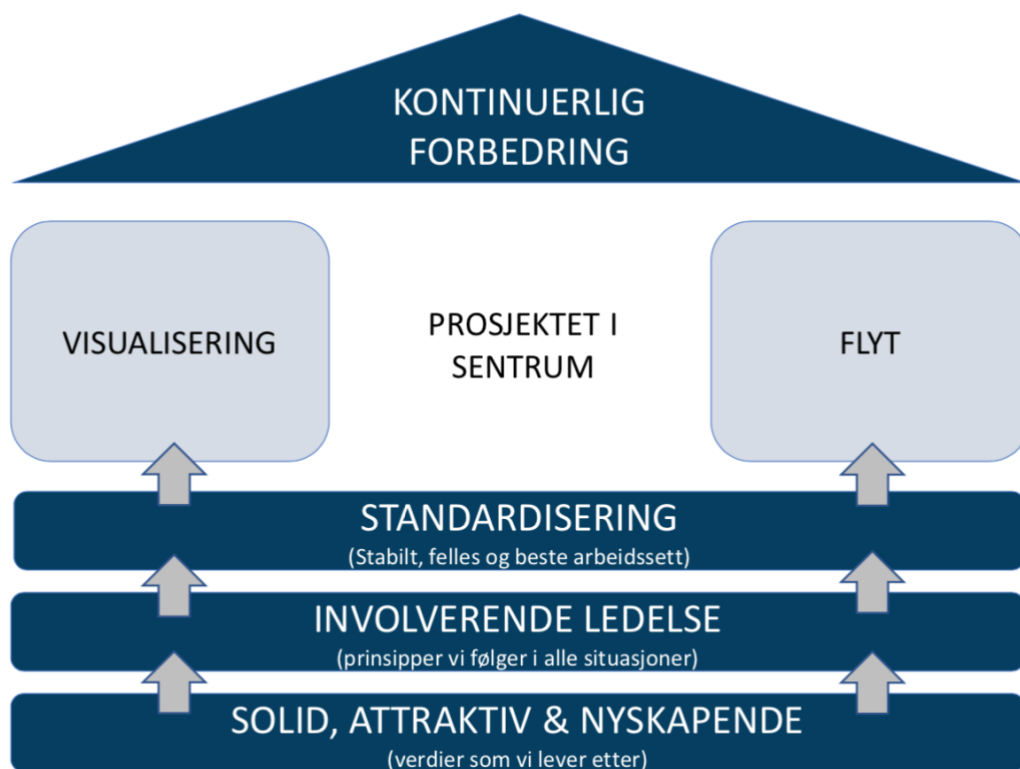 KONTINUERLIG
FORBEDRING
VISUALISERING
PROSJEKTET I
SENTRUM
FLYT
STANDARDISERING
(Stabilt, felles og beste arbeidssett)
INVOLVERENDE LEDELSE
(prinsipper vi følger i alle situasjoner)
SOLID, ATTRAKTIV & NYSKAPENDE
(verdier som vi lever etter)